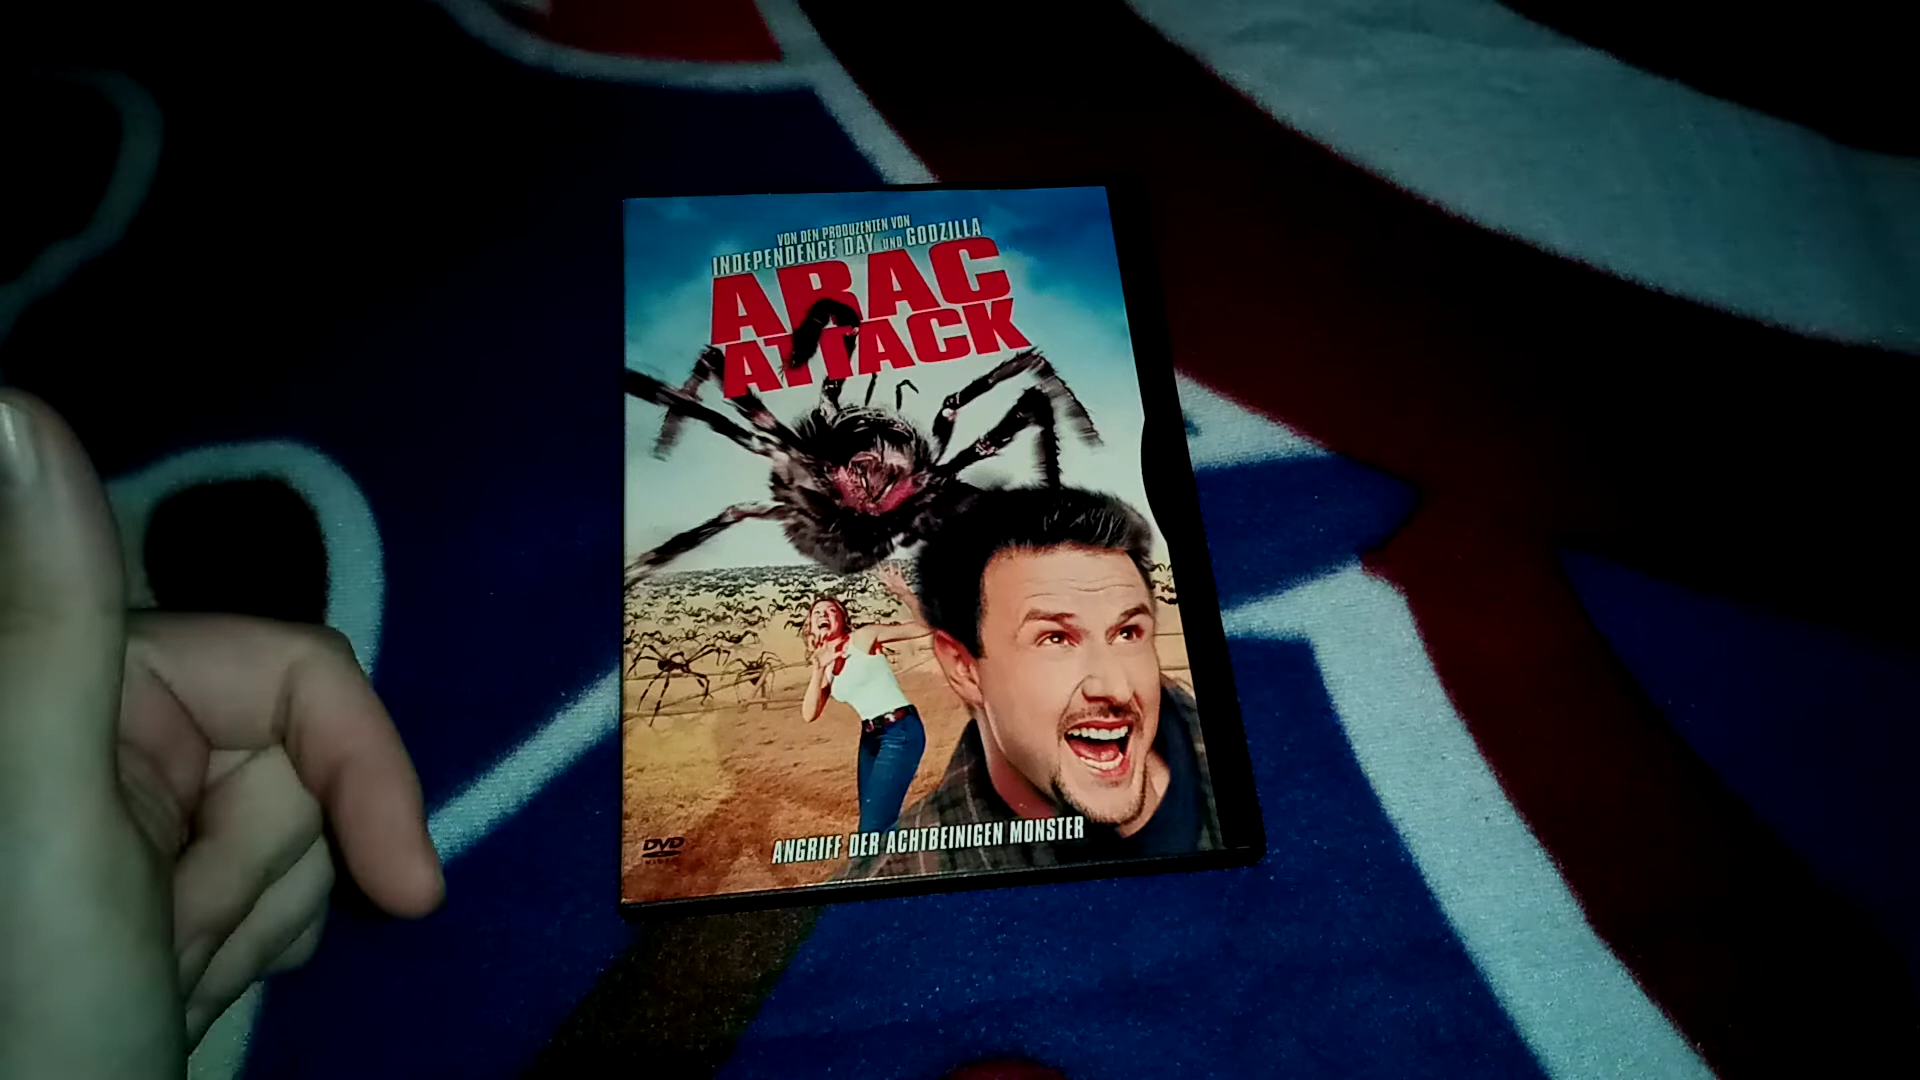 VON DEN PRODUZENTEN VON
INDEPENDENCE DAY UND GODZILLA
ARAC
ATTACK
ANGRIFF DER ACHTBEINIGEN MONSTER
DVD